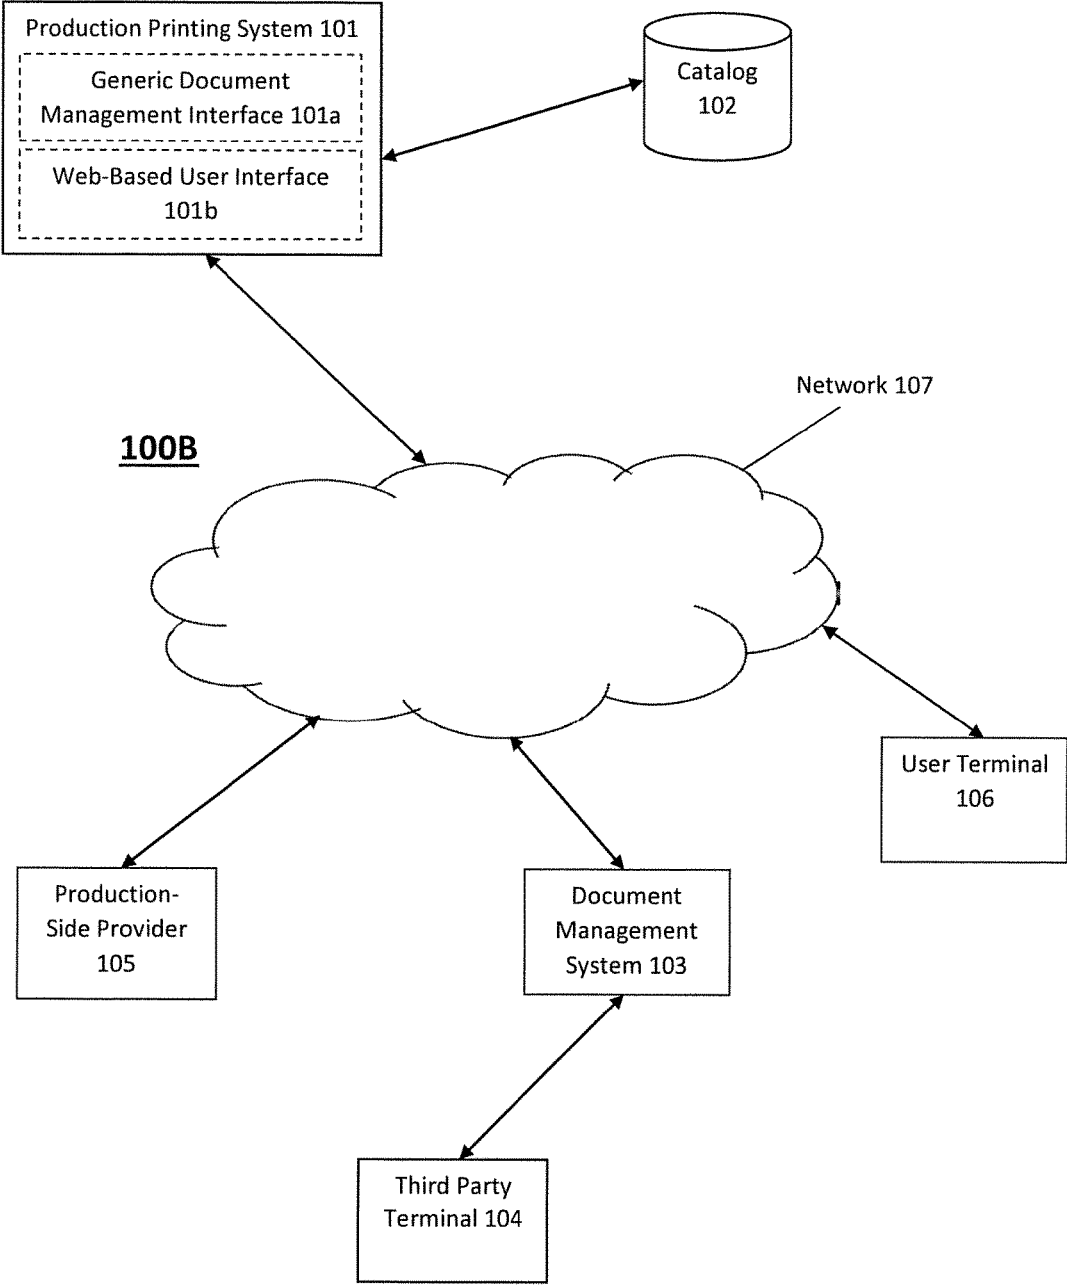 Production Printing System 101
Generic Document
Management Interface 101a
Web-Based User Interface
101b
Catalog
102
Network 107
100B
User Terminal
106
Production-
Side Provider
105
Document
Management
System 103
Third Party
Terminal 104